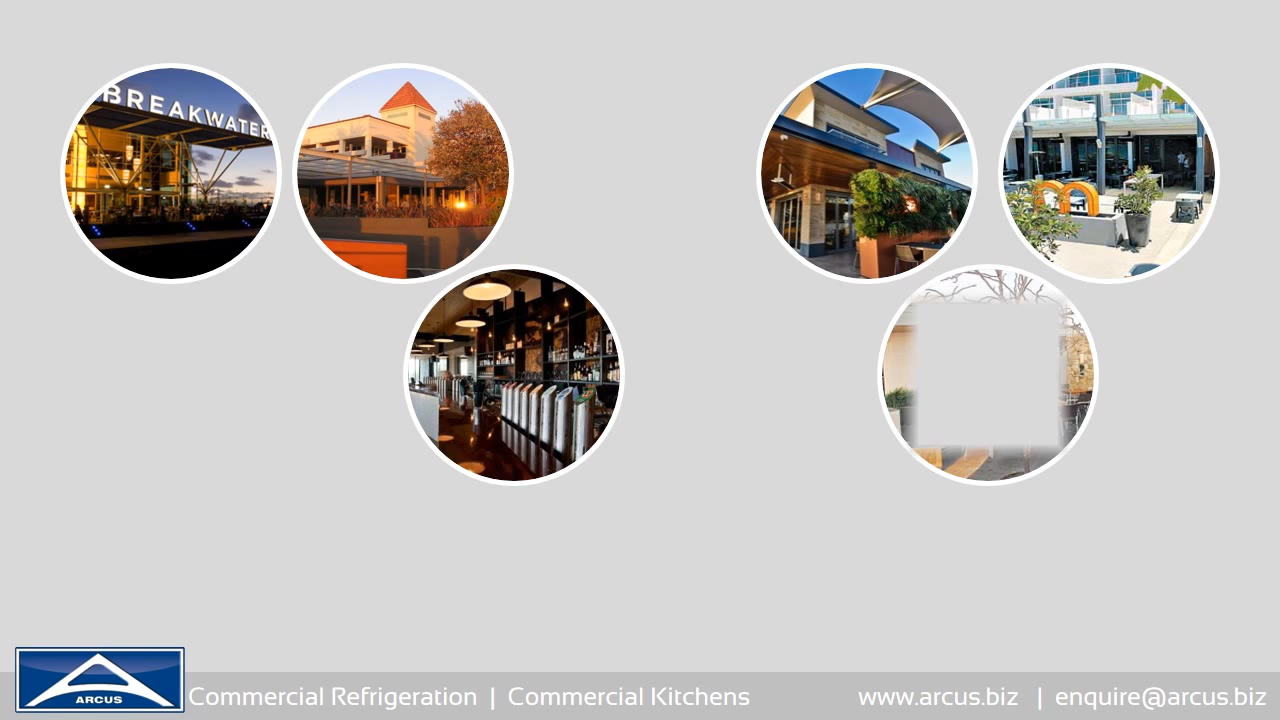 BREAKWATER
m
ARCUS
Commercial Refrigeration | Commercial Kitchens
www.arcus.biz | enquire@arcus.biz